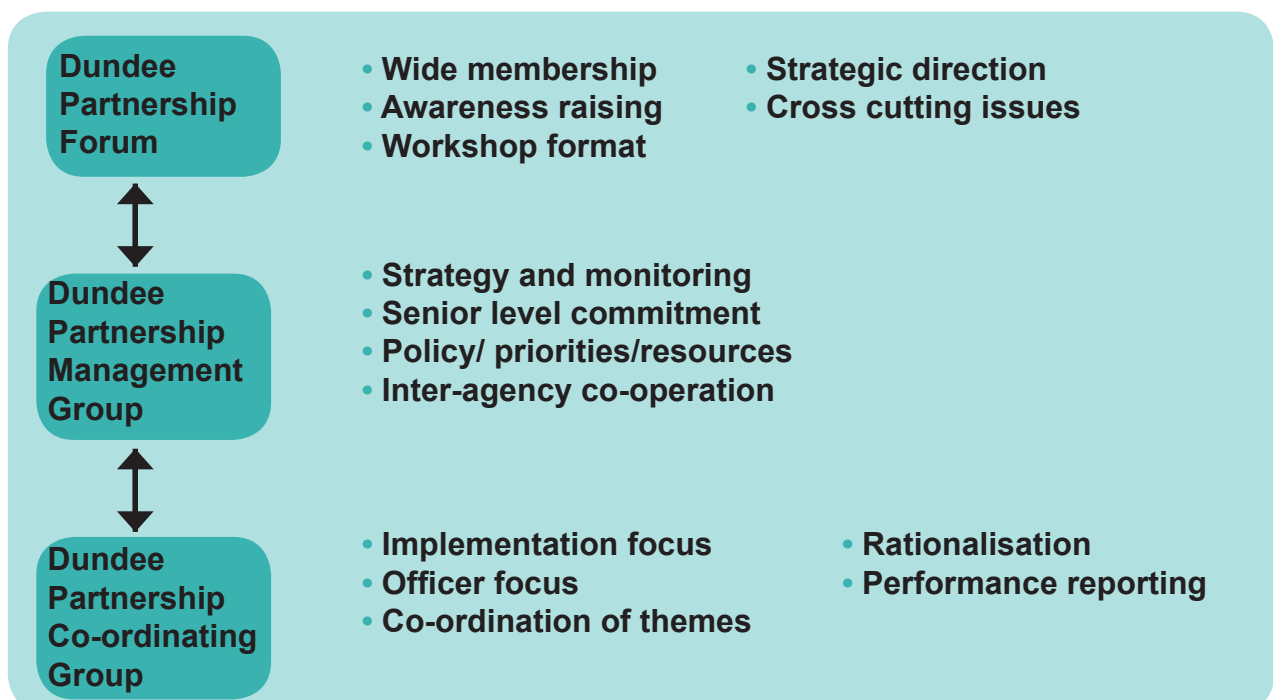 Dundee
Partnership
Forum
• Wide membership
• Awareness raising
• Workshop format
• Strategic direction
• Cross cutting issues
Dundee
Partnership
Management
Group
• Strategy and monitoring
• Senior level commitment
• Policy/ priorities/resources
• Inter-agency co-operation
Dundee
Partnership
Co-ordinating
Group
• Implementation focus
• Officer focus
• Co-ordination of themes
• Rationalisation
• Performance reporting